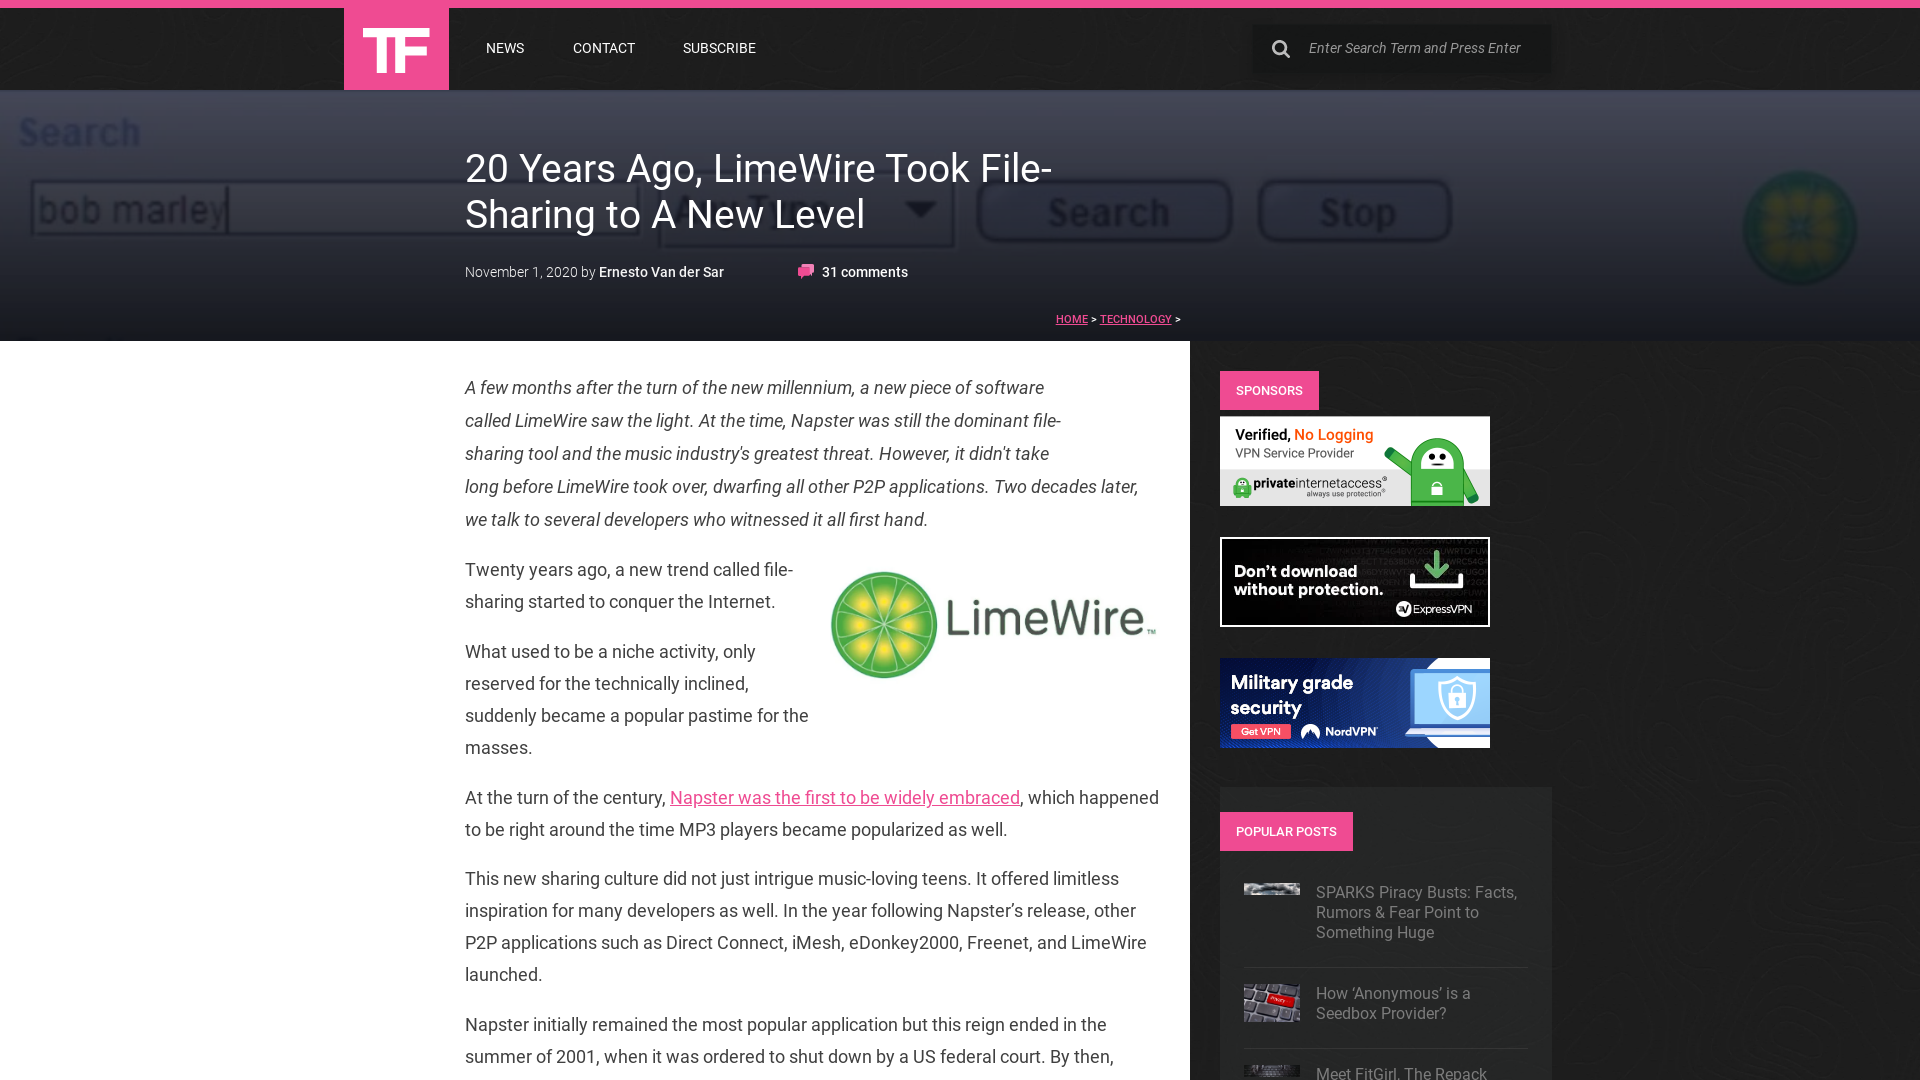 TF
NEWS
CONTACT
SUBSCRIBE
Enter Search Term and Press Enter
Search
bob marley
Search
Stop
20 Years Ago, LimeWire Took File-
Sharing to A New Level
November 1, 2020 by Ernesto Van der Sar
31 comments
HOME > TECHNOLOGY >
A few months after the turn of the new millennium, a new piece of software
called LimeWire saw the light. At the time, Napster was still the dominant file-
sharing tool and the music industry's greatest threat. However, it didn't take
long before LimeWire took over, dwarfing all other P2P applications. Two decades later,
we talk to several developers who witnessed it all first hand.
Twenty years ago, a new trend called file-
sharing started to conquer the Internet.
LimeWire™
What used to be a niche activity, only
reserved for the technically inclined,
suddenly became a popular pastime for the
masses.
At the turn of the century, Napster was the first to be widely embraced, which happened
to be right around the time MP3 players became popularized as well.
This new sharing culture did not just intrigue music-loving teens. It offered limitless
inspiration for many developers as well. In the year following Napster’s release, other
P2P applications such as Direct Connect, iMesh, eDonkey2000, Freenet, and LimeWire
launched.
Napster initially remained the most popular application but this reign ended in the
summer of 2001, when it was ordered to shut down by a US federal court. By then,
SPONSORS
Verified, No Logging
VPN Service Provider
privateinternetaccess®
always use protection®
Don’t download
without protection.
ExpressVPN
Military grade
security
Get VPN
NordVPN®
POPULAR POSTS
SPARKS Piracy Busts: Facts,
Rumors & Fear Point to
Something Huge
How ‘Anonymous’ is a
Seedbox Provider?
Meet FitGirl, The Repack